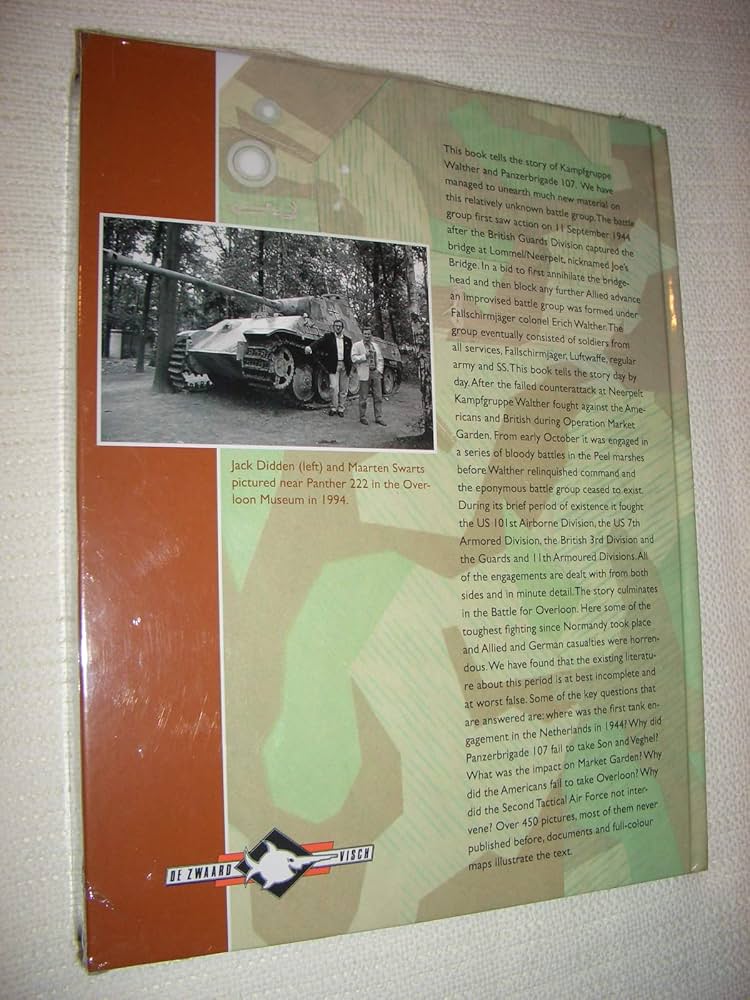 This book tells the story of Kampfgruppe
Walther and Panzerbrigade 107. We have
managed to unearth much new material on
this relatively unknown battle group. The battle
group first saw action on 11 September 1944
after the British Guards Division captured the
bridge at Lommel/Neerpelt, nicknamed Joe's
Bridge. In a bid to first annihilate the bridge-
head and then block any further Allied advance
an improvised battle group was formed under
Fallschirmjäger colonel Erich Walther. The
group eventually consisted of soldiers from
all services, Fallschirmjäger, Luftwaffe, regular
army and SS. This book tells the story day by
day. After the failed counterattack at Neerpelt
Kampfgruppe Walther fought against the Ame-
ricans and British during Operation Market
Garden. From early October it was engaged in
a series of bloody battles in the Peel marshes
before Walther relinquished command and
the eponymous battle group ceased to exist.
During its brief period of existence it fought
the US 101st Airborne Division, the US 7th
Armored Division, the British 3rd Division and
the Guards and 11th Armoured Divisions. All
of the engagements are dealt with from both
sides and in minute detail. The story culminates
in the Battle for Overloon. Here some of the
toughest fighting since Normandy took place
and Allied and German casualties were horren-
dous. We have found that the existing literatu-
re about this period is at best incomplete and
at worst false. Some of the key questions that
are answered are: where was the first tank en-
gagement in the Netherlands in 1944? Why did
Panzerbrigade 107 fail to take Son and Veghel?
What was the impact on Market Garden? Why
did the Americans fail to take Overloon? Why
did the Second Tactical Air Force not inter-
vene? Over 450 pictures, most of them never
published before, documents and full-colour
maps illustrate the text.
Jack Didden (left) and Maarten Swarts
pictured near Panther 222 in the Over-
loon Museum in 1994.
DE ZWAARD VISCH